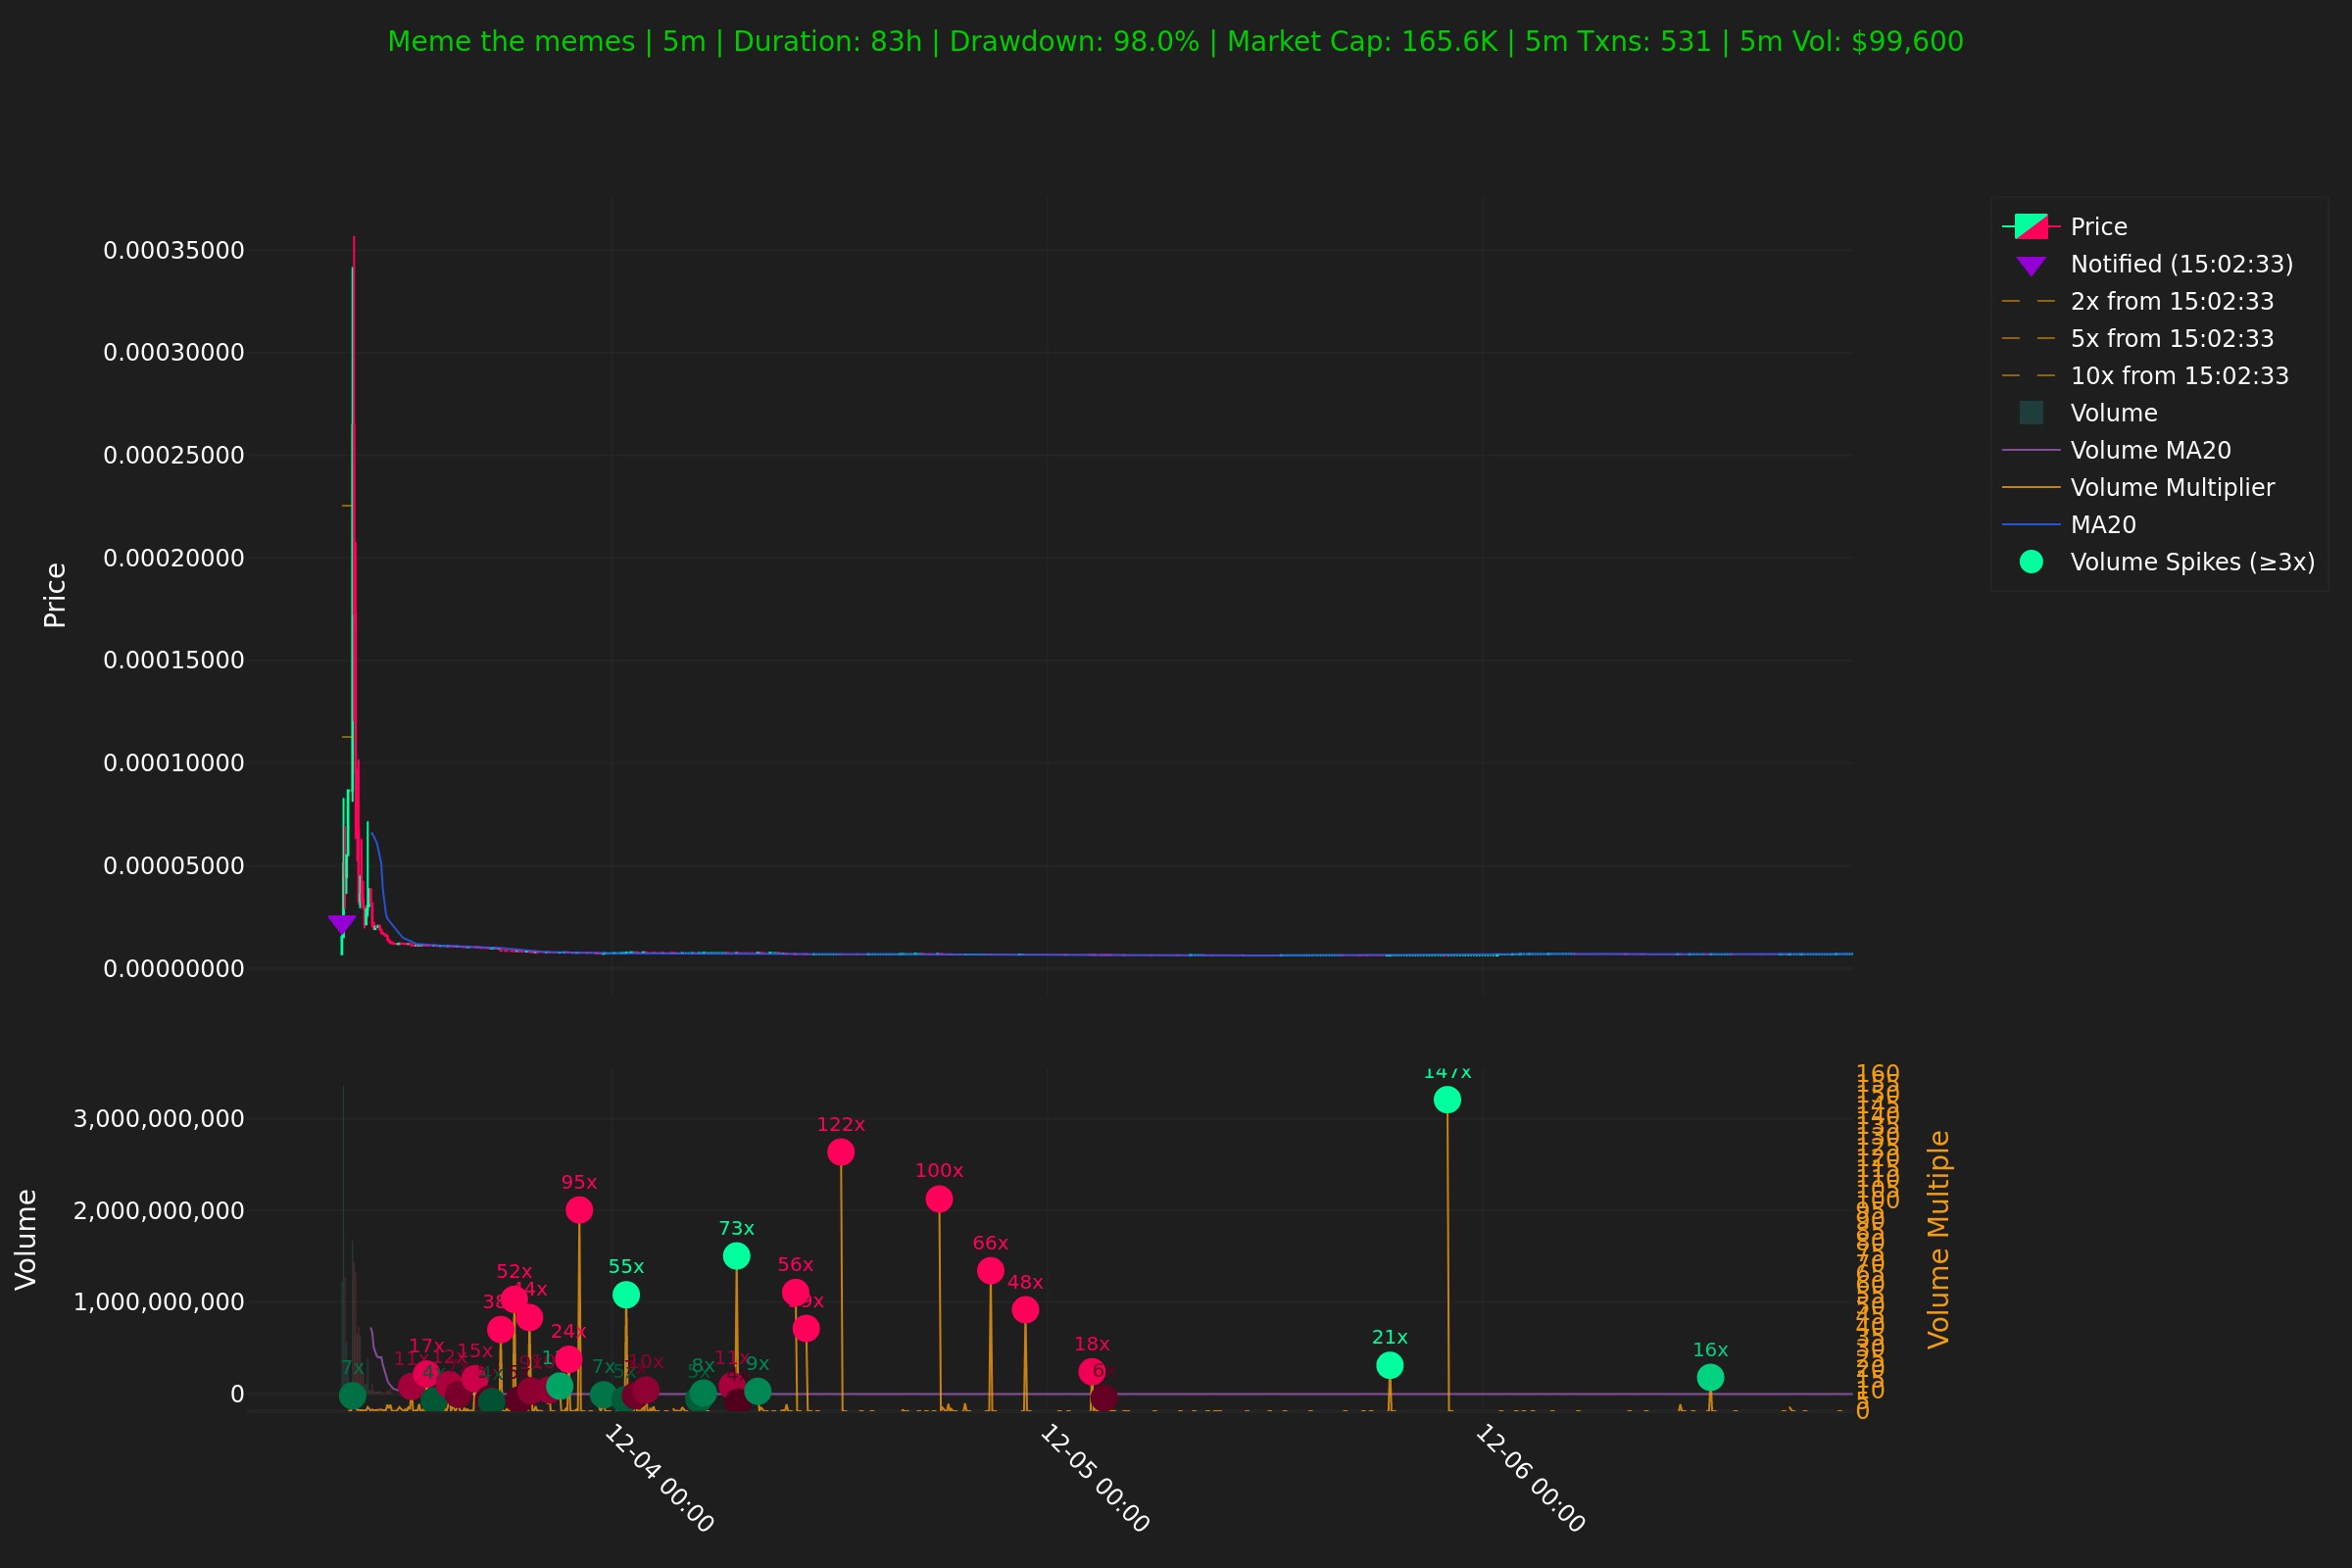 Meme the memes | 5m | Duration: 83h | Drawdown: 98.0% | Market Cap: 165.6K | 5m Txns: 531 | 5m Vol: $99,600
Price
0.00035000
0.00030000
0.00025000
0.00020000
0.00015000
0.00010000
0.00005000
0.00000000
Price
Notified (15:02:33)
2x from 15:02:33
5x from 15:02:33
10x from 15:02:33
Volume
Volume MA20
Volume Multiplier
MA20
Volume Spikes (≥3x)
Volume
3,000,000,000
2,000,000,000
1,000,000,000
0
147x
122x
100x
95x
73x
66x
56x
55x
52x
48x
24x
21x
18x
17x
16x
15x
7x
7x
8x
11x
9x
10x
Volume Multiple
160
0
12-04 00:00
12-05 00:00
12-06 00:00